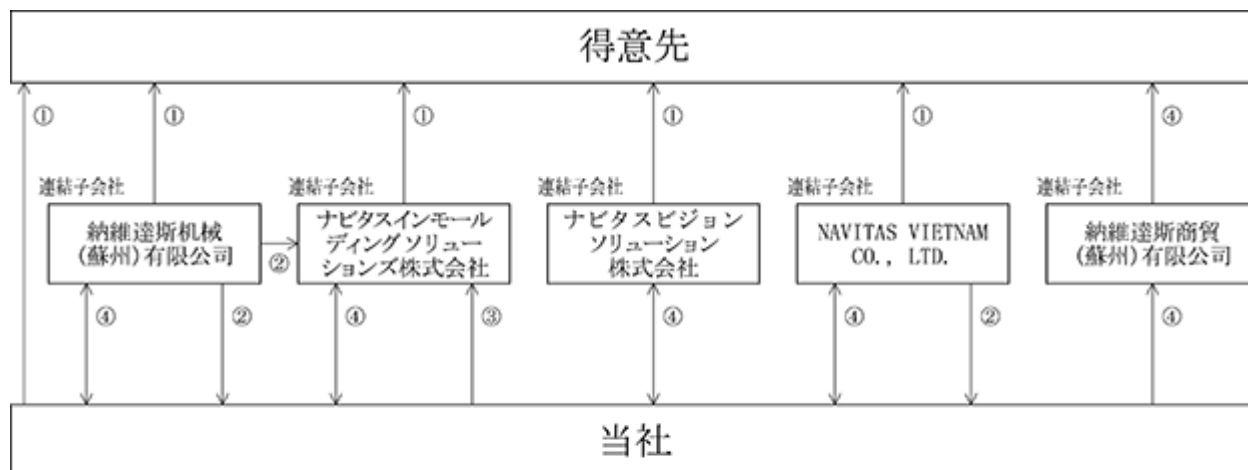 得意先
① ① ① ① ① ④
連結子会社 連結子会社 連結子会社 連結子会社 連結子会社
納維達斯机械
(蘇州)有限公司
②
ナビタスインモール
ディングソリュー
ションズ株式会社
ナビタスビジョン
ソリューション
株式会社
NAVITAS VIETNAM
CO., LTD.
納維達斯商貿
(蘇州)有限公司
④ ② ④ ③ ④ ④ ② ④
当社